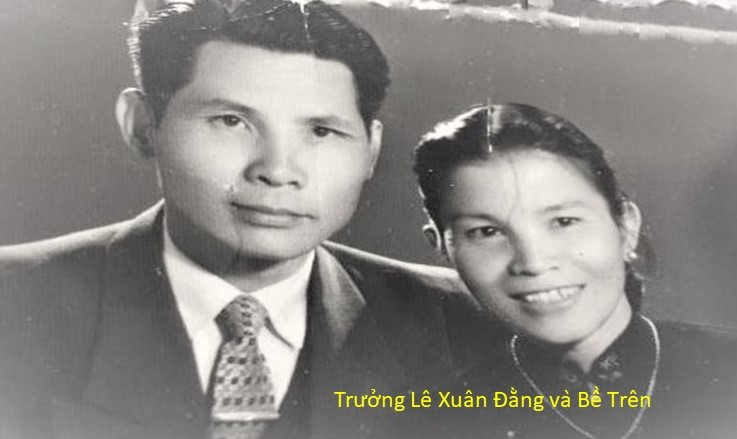 Trưởng Lê Xuân Đằng và Bề Trên